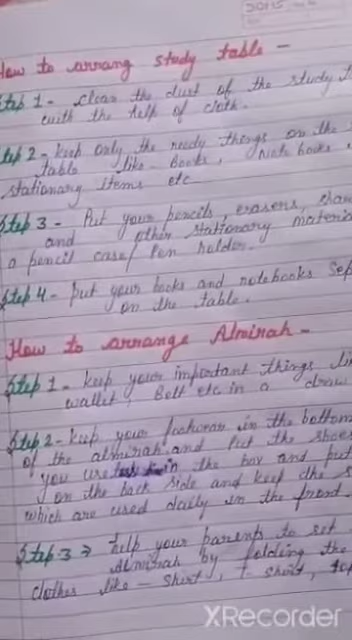 How to arrang study table -
Step 1 - clean the dust of the study
with the help of cloth.
Step 2 - keep only the needy things on the
table like - Books, Note books,
stationary items etc
Step 3 - Put your pencils, erasers,
and other stationary
a pencil case/ Pen holder.
Step 4 - Put your books and notebooks
on the table.
How to arrange Almirah -
Step 1 - keep your important things
wallet, Belt etc in a
Step 2 - keep your footwear in the bottom
of the almirah and Put the
you use in the box and put
on the back side and keep the
which are used daily in the front.
Step 3 → help your parents to set
Almirah by folding the
clothes like - shirt, T-shirt,
XRecorder